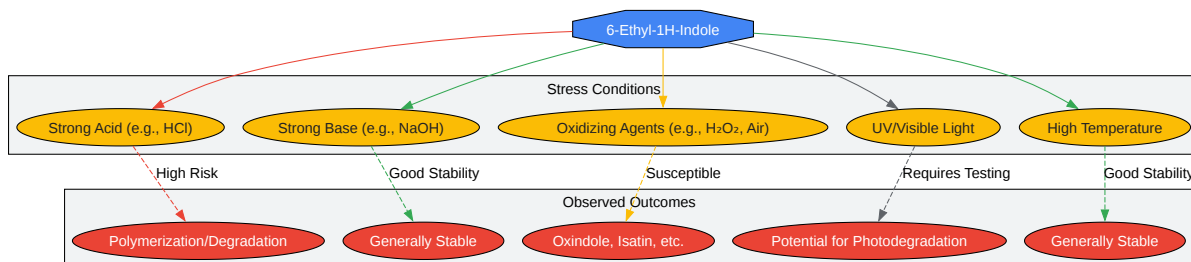 6-Ethyl-1H-Indole
Stress Conditions
Strong Acid (e.g., HCl)
Strong Base (e.g., NaOH)
Oxidizing Agents (e.g., H₂O₂, Air)
UV/Visible Light
High Temperature
High Risk
Good Stability
Susceptible
Requires Testing
Good Stability
Observed Outcomes
Polymerization/Degradation
Generally Stable
Oxindole, Isatin, etc.
Potential for Photodegradation
Generally Stable